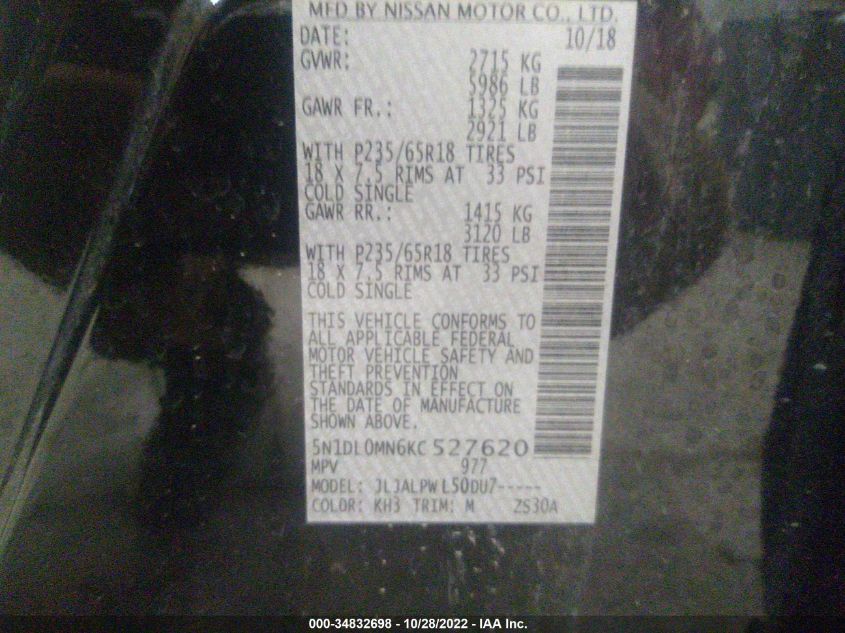 MFD BY NISSAN MOTOR CO., LTD.
DATE: 10/18
GVWR: 2715 KG
5986 LB
GAWR FR.: 1325 KG
2921 LB
WITH P235/65R18 TIRES
18 X 7.5 RIMS AT 33 PSI
COLD SINGLE
GAWR RR.: 1415 KG
3120 LB
WITH P235/65R18 TIRES
18 X 7.5 RIMS AT 33 PSI
COLD SINGLE
THIS VEHICLE CONFORMS TO
ALL APPLICABLE FEDERAL
MOTOR VEHICLE SAFETY AND
THEFT PREVENTION
STANDARDS IN EFFECT ON
THE DATE OF MANUFACTURE
SHOWN ABOVE.
5N1DL0MN6KC 527620
MPV 977
MODEL: JLJALPW L50DU7-----
COLOR: KH3 TRIM: M ZS30A
000-34832698 - 10/28/2022 - IAA Inc.